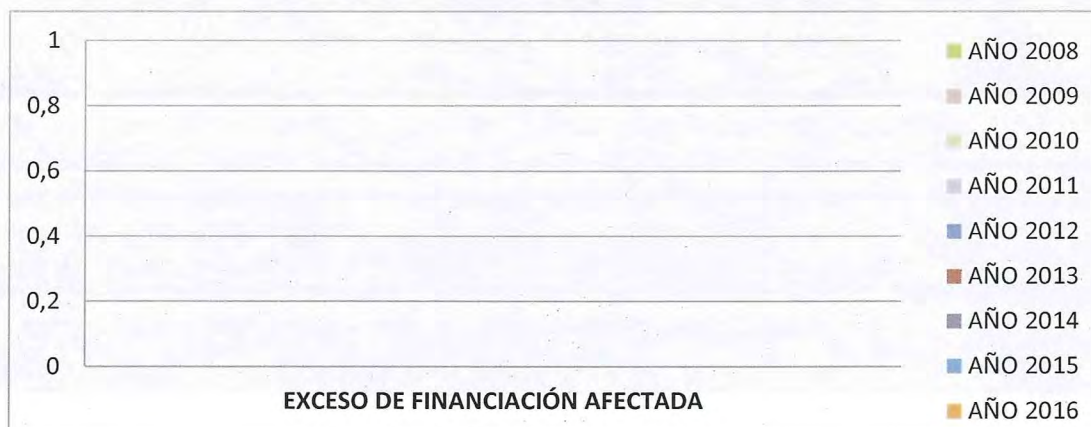 1
0,8
0,6
0,4
0,2
0
EXCESO DE FINANCIACIÓN AFECTADA
AÑO 2008
AÑO 2009
AÑO 2010
AÑO 2011
AÑO 2012
AÑO 2013
AÑO 2014
AÑO 2015
AÑO 2016